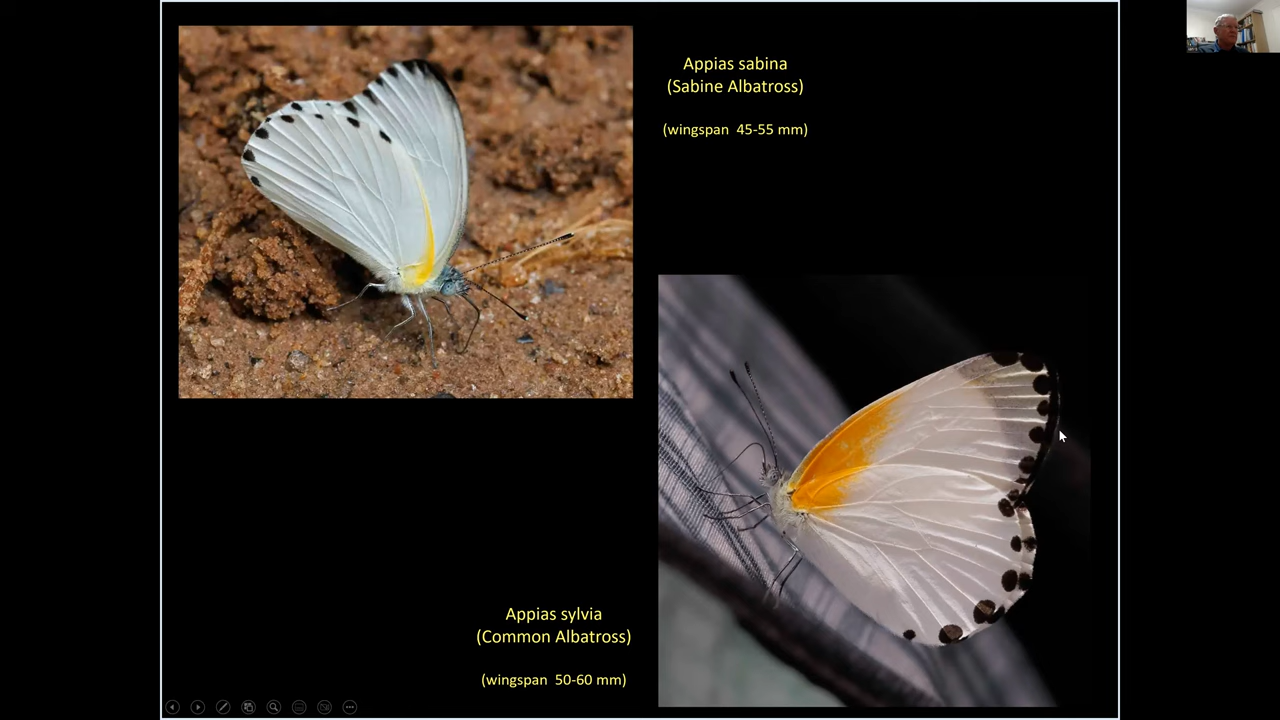 Appias sabina
(Sabine Albatross)
(wingspan 45-55 mm)
Appias sylvia
(Common Albatross)
(wingspan 50-60 mm)